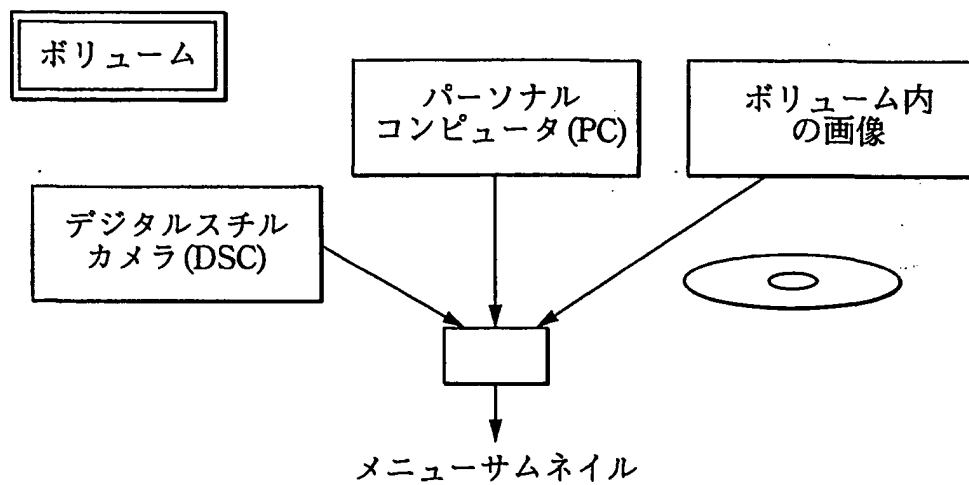 ボリューム
パーソナル
コンピュータ(PC)
ボリューム内
の画像
デジタルスチル
カメラ(DSC)
メニューサムネイル